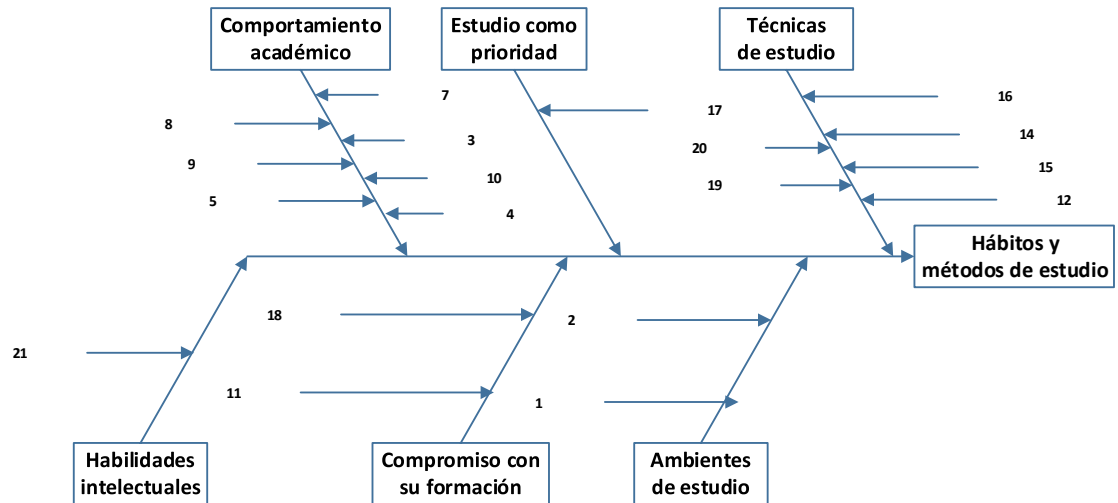 Comportamiento
académico
Estudio como
prioridad
Técnicas
de estudio
7
17
16
8
3
14
20
9
15
10
19
5
12
4
Hábitos y
métodos de estudio
18
2
21
11
1
Habilidades
intelectuales
Compromiso con
su formación
Ambientes
de estudio